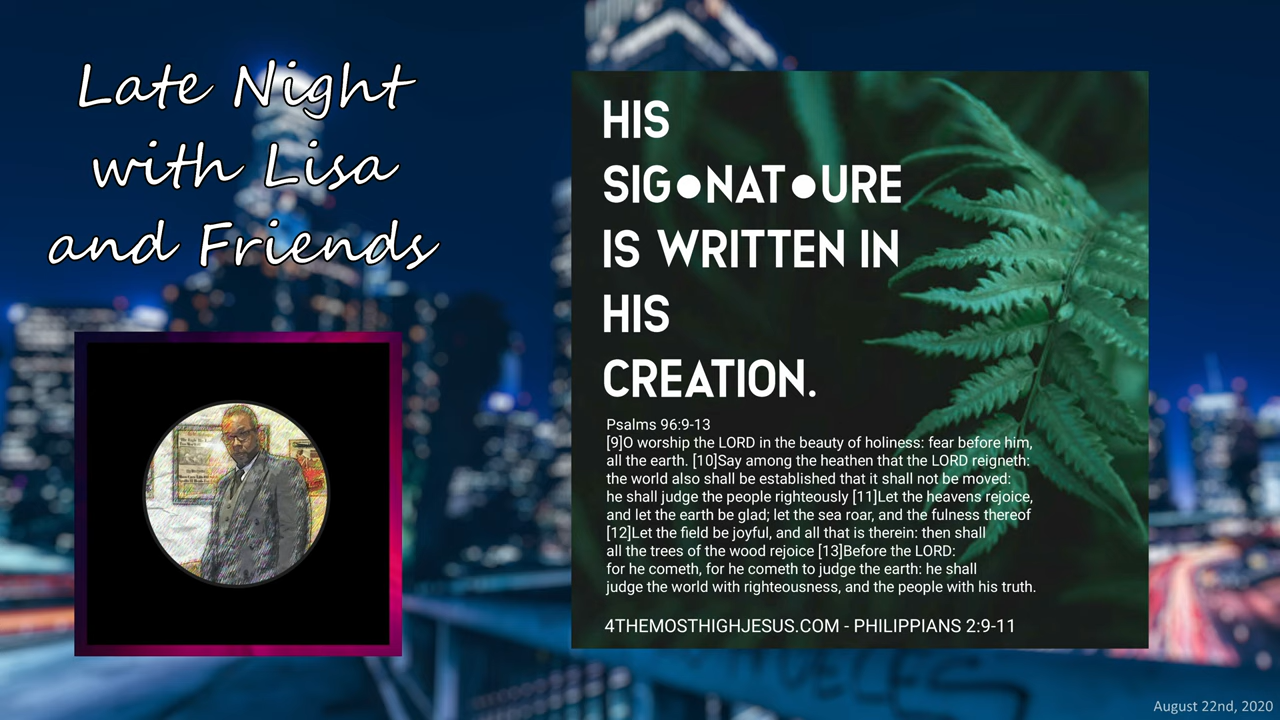 Late Night
with Lisa
and Friends
HIS
SIG●NAT●URE
IS WRITTEN IN
HIS
CREATION.
Psalms 96:9-13
[9]O worship the LORD in the beauty of holiness: fear before him,
all the earth. [10]Say among the heathen that the LORD reigneth:
the world also shall be established that it shall not be moved:
he shall judge the people righteously [11]Let the heavens rejoice,
and let the earth be glad; let the sea roar, and the fulness thereof
[12]Let the field be joyful, and all that is therein: then shall
all the trees of the wood rejoice [13]Before the LORD:
for he cometh, for he cometh to judge the earth: he shall
judge the world with righteousness, and the people with his truth.
4THEMOSTHIGHJESUS.COM - PHILIPPIANS 2:9-11
August 22nd, 2020